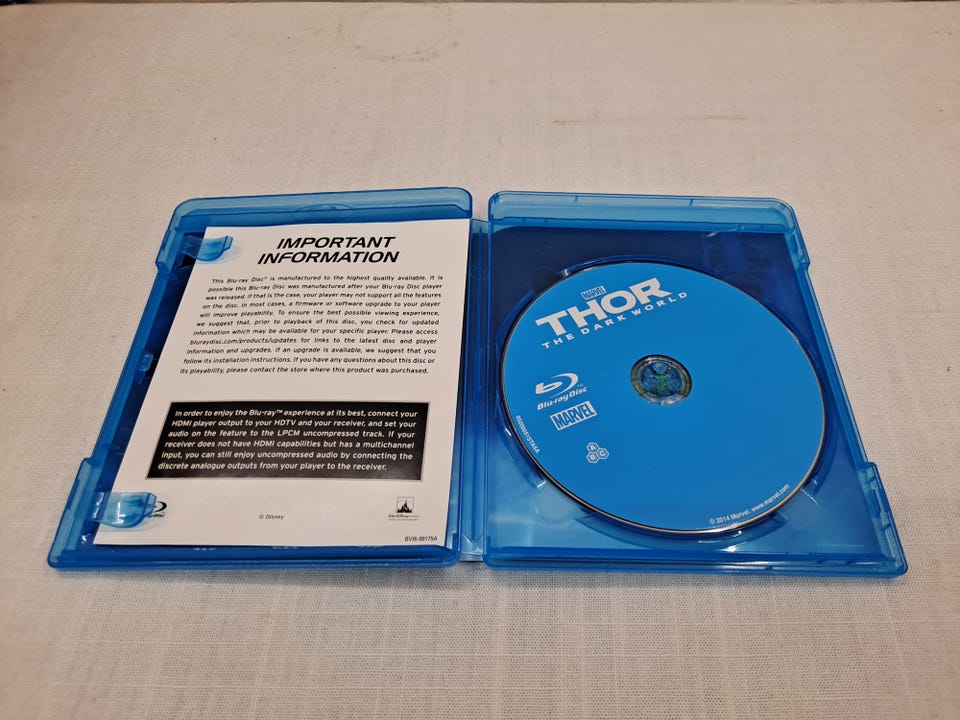 IMPORTANT
INFORMATION
This Blu-ray Disc® is manufactured to the highest quality available. It is
possible this Blu-ray Disc was manufactured after your Blu-ray Disc player
was released. If that is the case, your player may not support all the features
on the disc. In most cases, a firmware or software upgrade to your player
will improve playability. To ensure the best possible viewing experience,
we suggest that, prior to playback of this disc, you check for updated
information which may be available for your specific player. Please access
bluraydisc.com/products/updates for links to the latest disc and player
information and upgrades. If an upgrade is available, we suggest that you
follow its installation instructions. If you have any questions about this disc or
its playability, please contact the store where this product was purchased.
In order to enjoy the Blu-ray™ experience at its best, connect your
HDMI player output to your HDTV and your receiver, and set your
audio on the feature to the LPCM uncompressed track. If your
receiver does not have HDMI capabilities but has a multichannel
input, you can still enjoy uncompressed audio by connecting the
discrete analogue outputs from your player to the receiver.
© Disney
BVI6-00175A
MARVEL
THOR
THE DARK WORLD
Blu-ray Disc™
MARVEL
A
B C
© 2014 Marvel. www.marvel.com